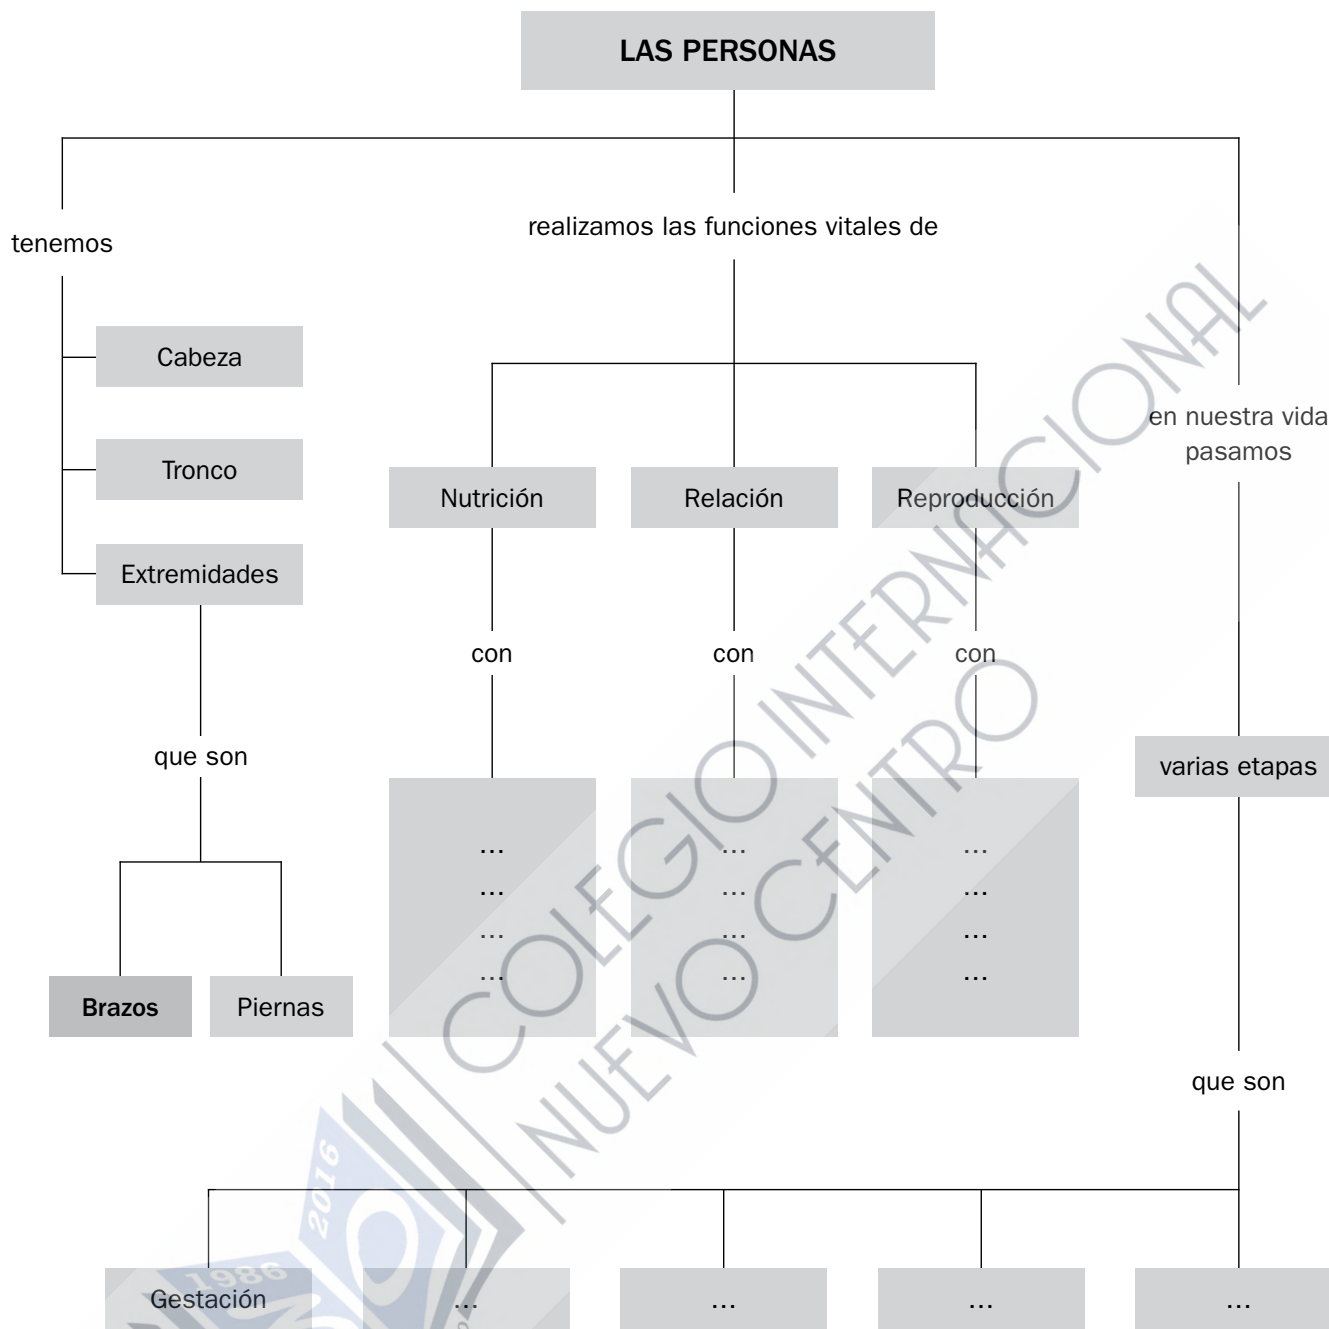 LAS PERSONAS
tenemos
realizamos las funciones vitales de
en nuestra vida
pasamos
Cabeza
Tronco
Extremidades
que son
Brazos
Piernas
Nutrición
Relación
Reproducción
con
con
con
...
...
...
...
...
...
...
...
...
...
...
...
varias etapas
que son
Gestación
...
...
...
...
COLEGIO INTERNACIONAL
NUEVO CENTRO
1986
2016